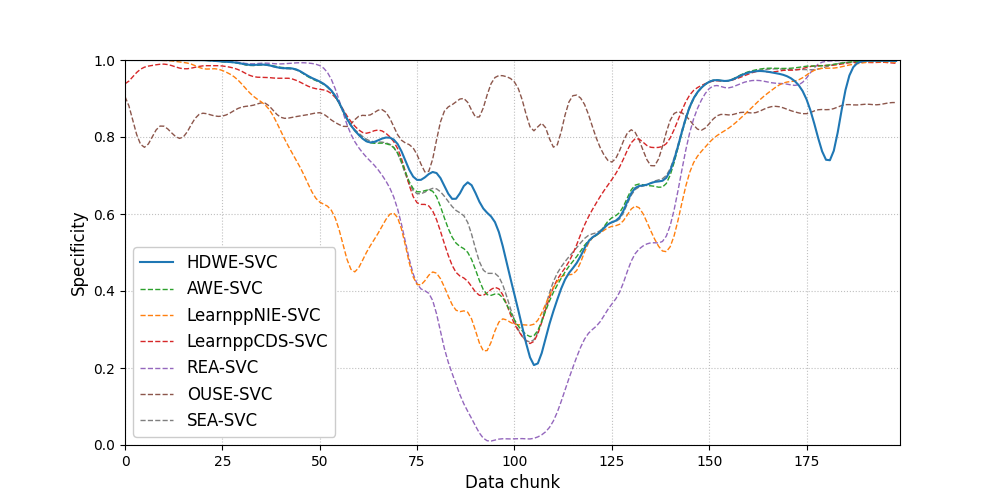 1.0
0.8
0.6
0.4
0.2
0.0
Specificity
HDWE-SVC
AWE-SVC
LearnppNIE-SVC
LearnppCDS-SVC
REA-SVC
OUSE-SVC
SEA-SVC
0 25 50 75 100 125 150 175
Data chunk